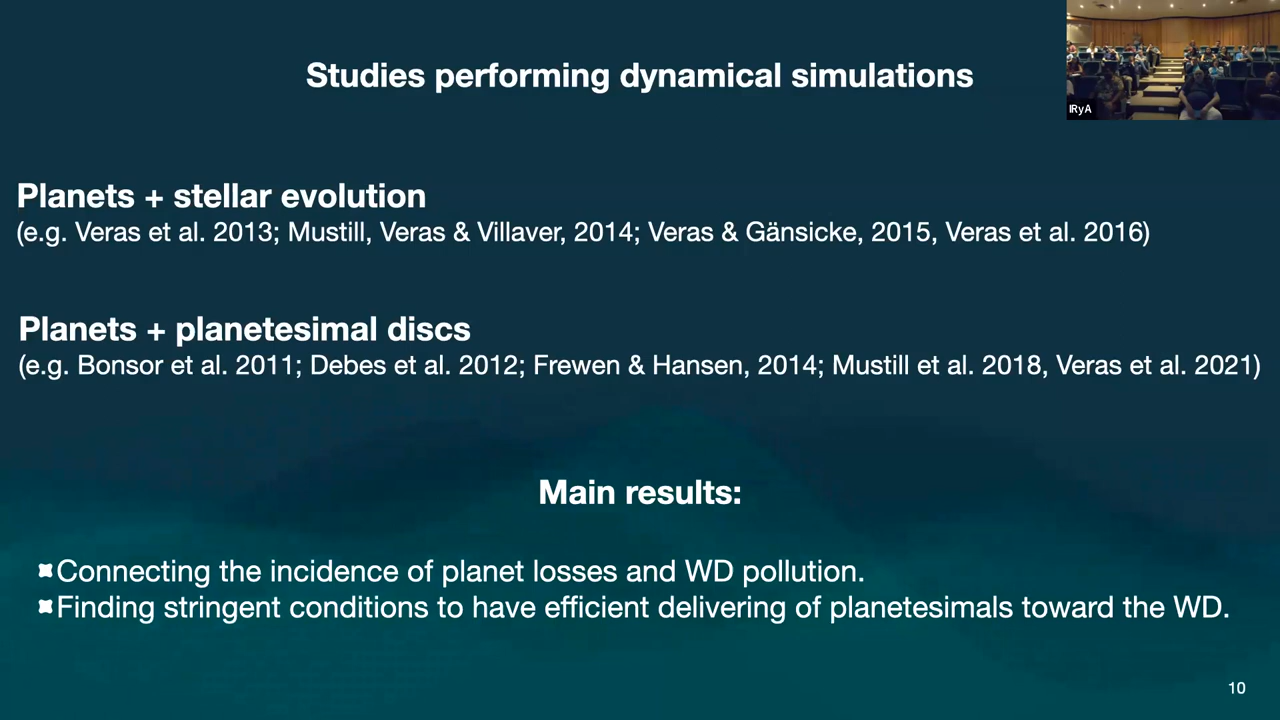 Studies performing dynamical simulations
IRyA
Planets + stellar evolution
(e.g. Veras et al. 2013; Mustill, Veras & Villaver, 2014; Veras & Gänsicke, 2015, Veras et al. 2016)
Planets + planetesimal discs
(e.g. Bonsor et al. 2011; Debes et al. 2012; Frewen & Hansen, 2014; Mustill et al. 2018, Veras et al. 2021)
Main results:
✖Connecting the incidence of planet losses and WD pollution.
✖Finding stringent conditions to have efficient delivering of planetesimals toward the WD.
10